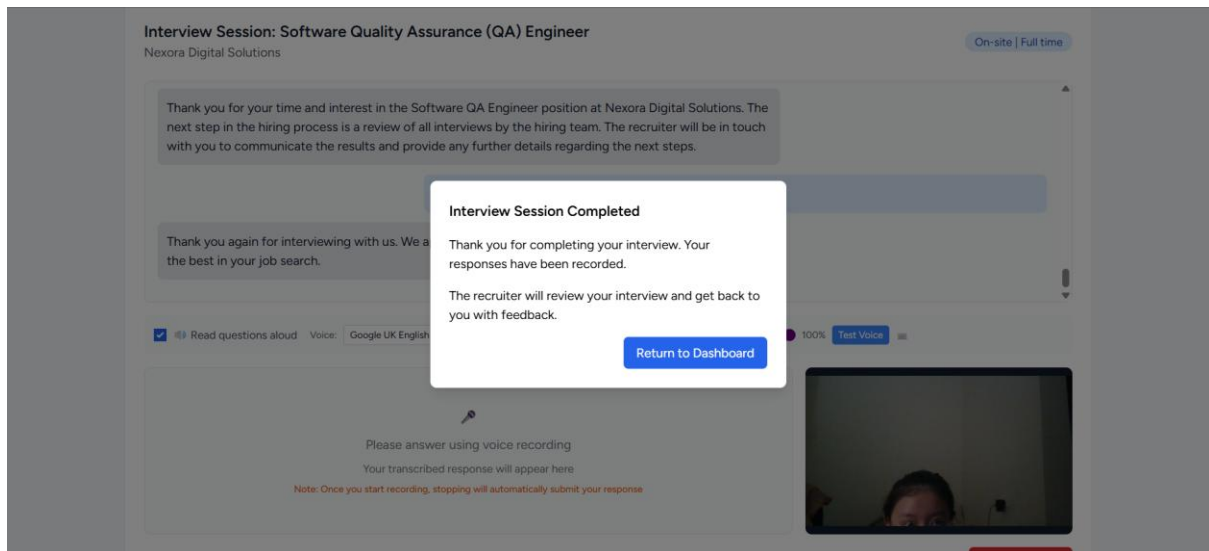 Interview Session: Software Quality Assurance (QA) Engineer
Nexora Digital Solutions
On-site | Full time
Thank you for your time and interest in the Software QA Engineer position at Nexora Digital Solutions. The
next step in the hiring process is a review of all interviews by the hiring team. The recruiter will be in touch
with you to communicate the results and provide any further details regarding the next steps.
Thank you again for interviewing with us. We a
the best in your job search.
Interview Session Completed
Thank you for completing your interview. Your
responses have been recorded.
The recruiter will review your interview and get back to
you with feedback.
Return to Dashboard
Read questions aloud Voice: Google UK English
100% Test Voice
Please answer using voice recording
Your transcribed response will appear here
Note: Once you start recording, stopping will automatically submit your response